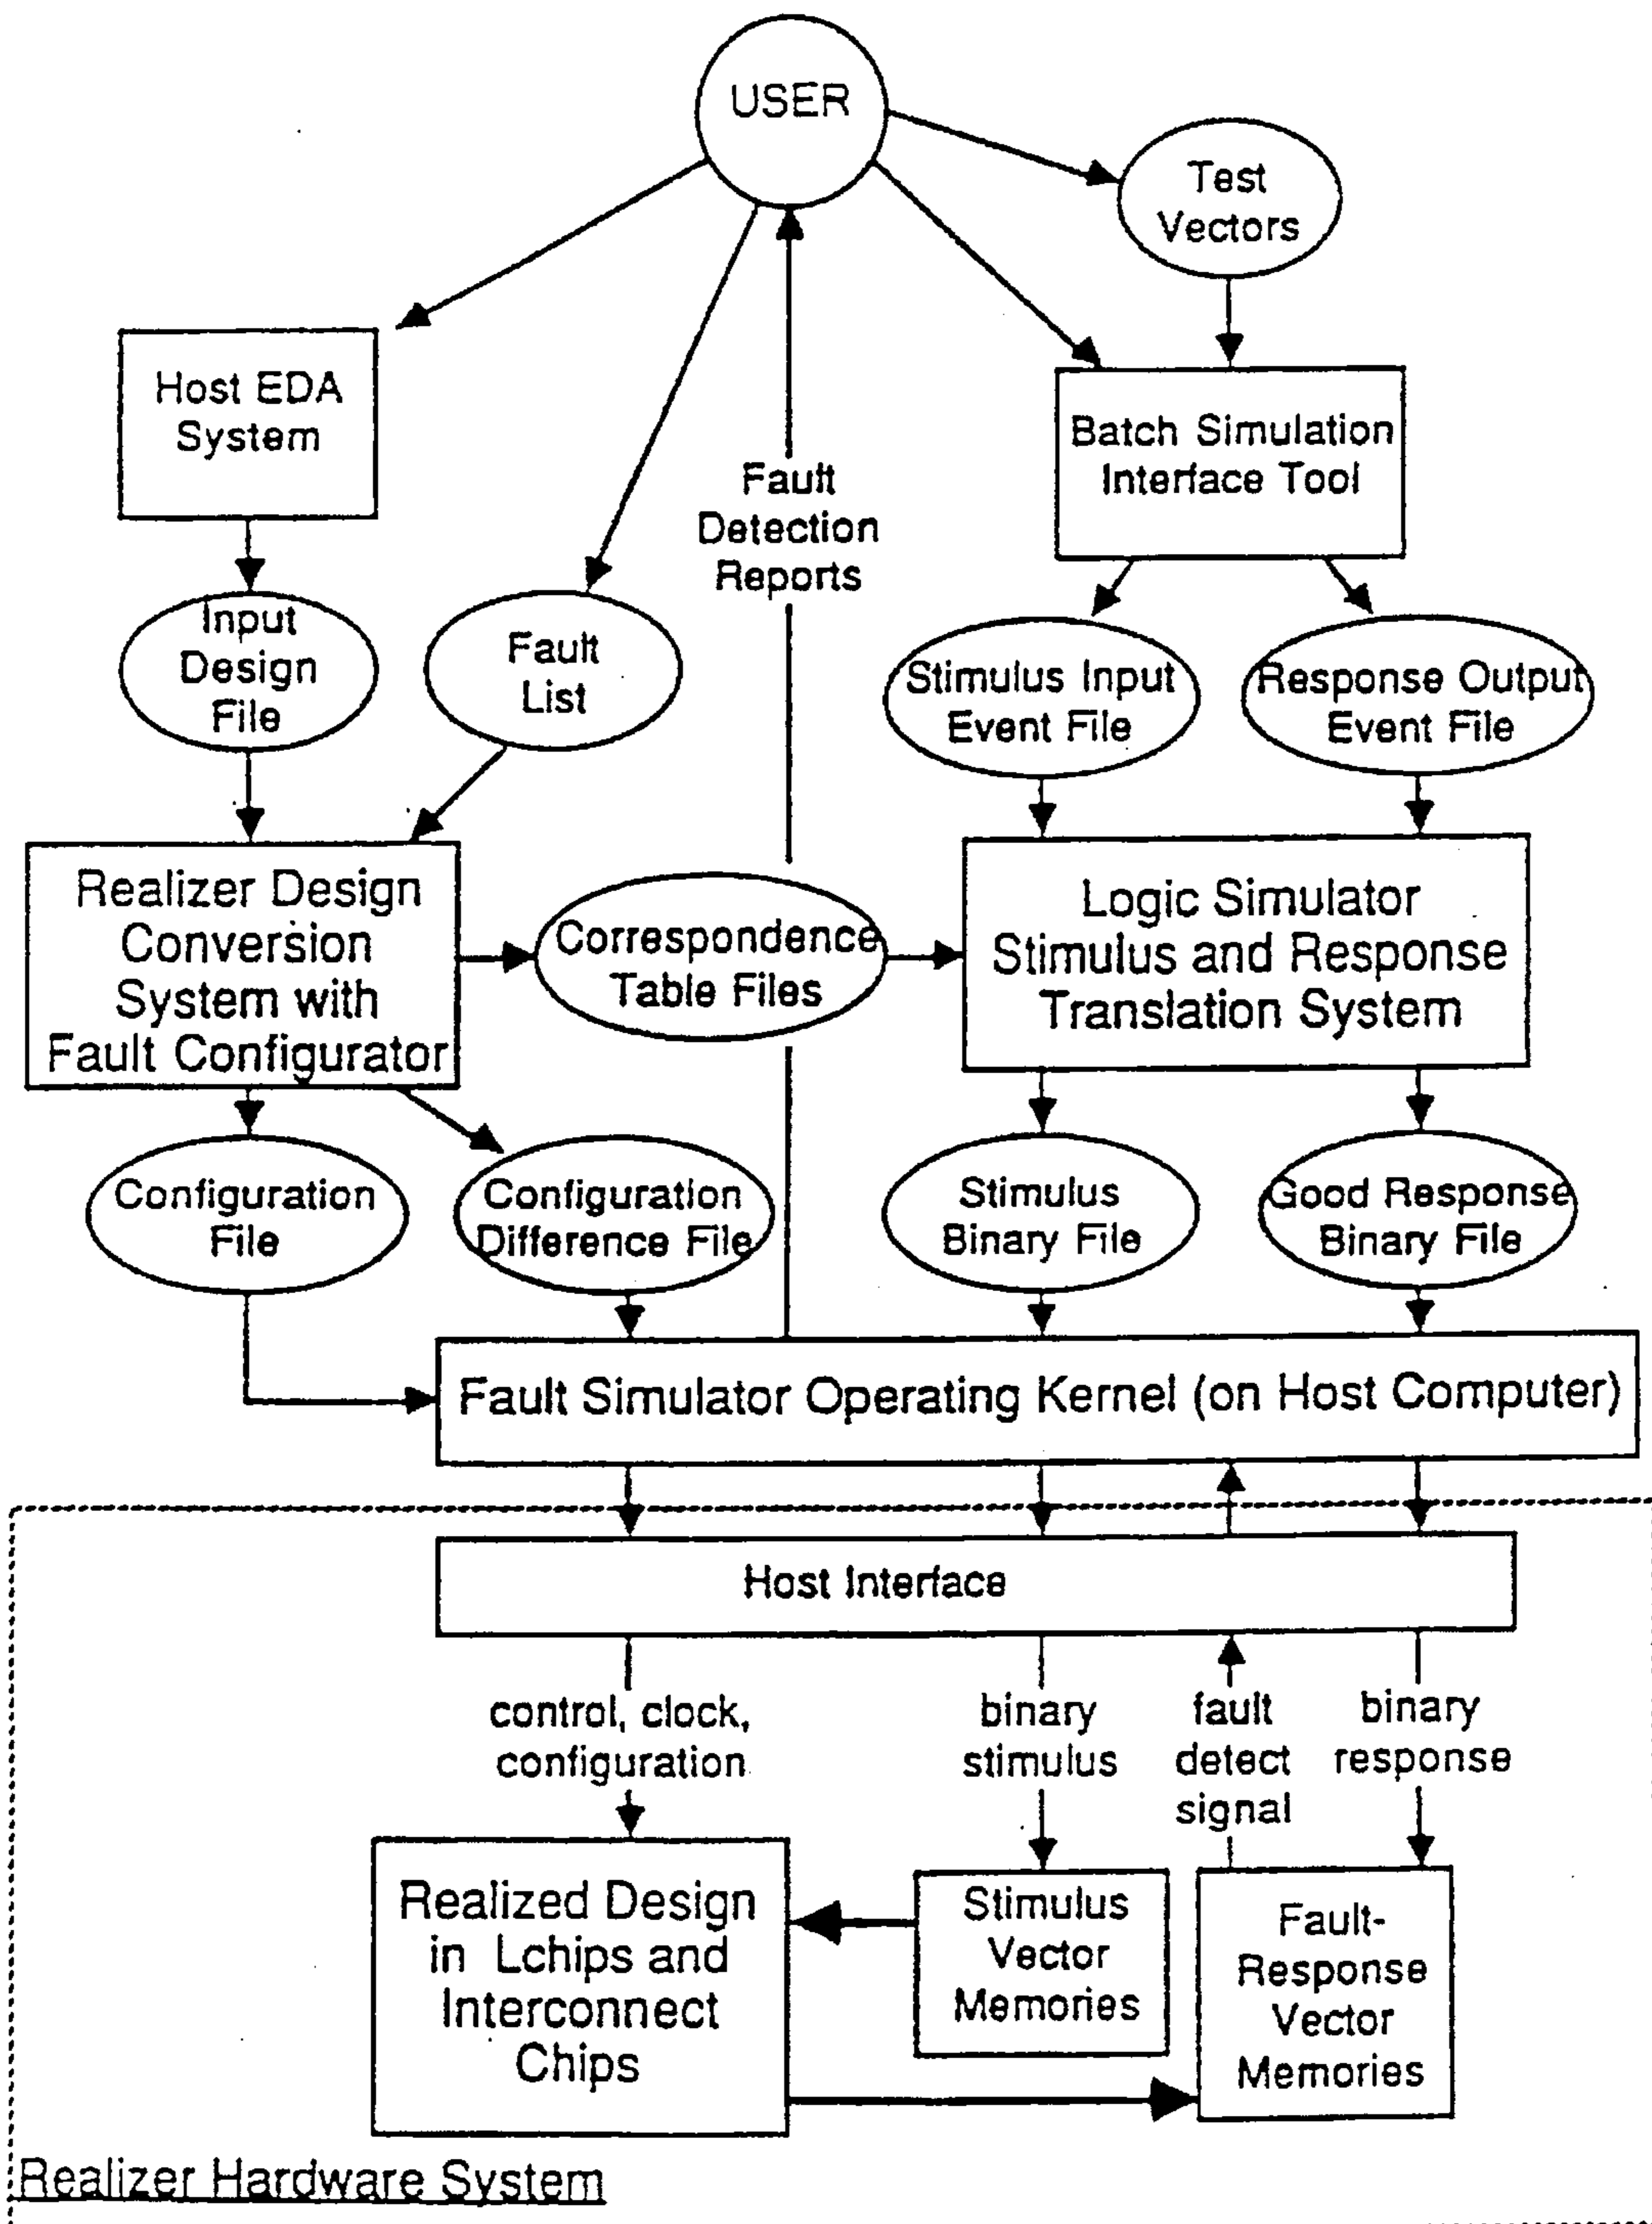 USER
Test
Vectors
Host EDA
System
Batch Simulation
Interface Tool
Fault
Detection
Reports
Input
Design
File
Fault
List
Stimulus Input
Event File
Response Output
Event File
Realizer Design
Conversion
System with
Fault Configurator
Correspondence
Table Files
Logic Simulator
Stimulus and Response
Translation System
Configuration
File
Configuration
Difference File
Stimulus
Binary File
Good Response
Binary File
Fault Simulator Operating Kernel (on Host Computer)
Host Interface
control, clock,
configuration
binary
stimulus
fault
detect
signal
binary
response
Realized Design
in Lchips and
Interconnect
Chips
Stimulus
Vector
Memories
Fault-
Response
Vector
Memories
Realizer Hardware System